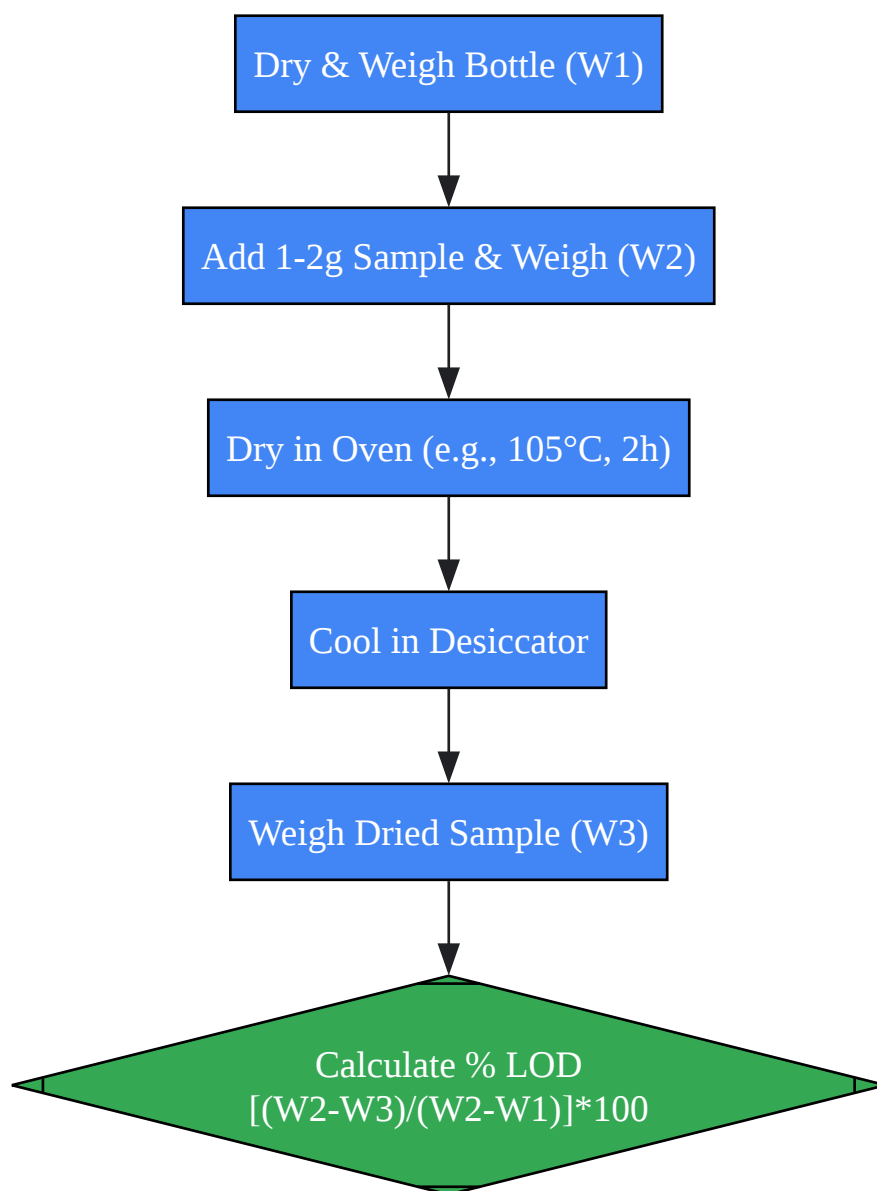 Dry & Weigh Bottle (W1)
Add 1-2g Sample & Weigh (W2)
Dry in Oven (e.g., 105°C, 2h)
Cool in Desiccator
Weigh Dried Sample (W3)
Calculate % LOD
[(W2-W3)/(W2-W1)]*100